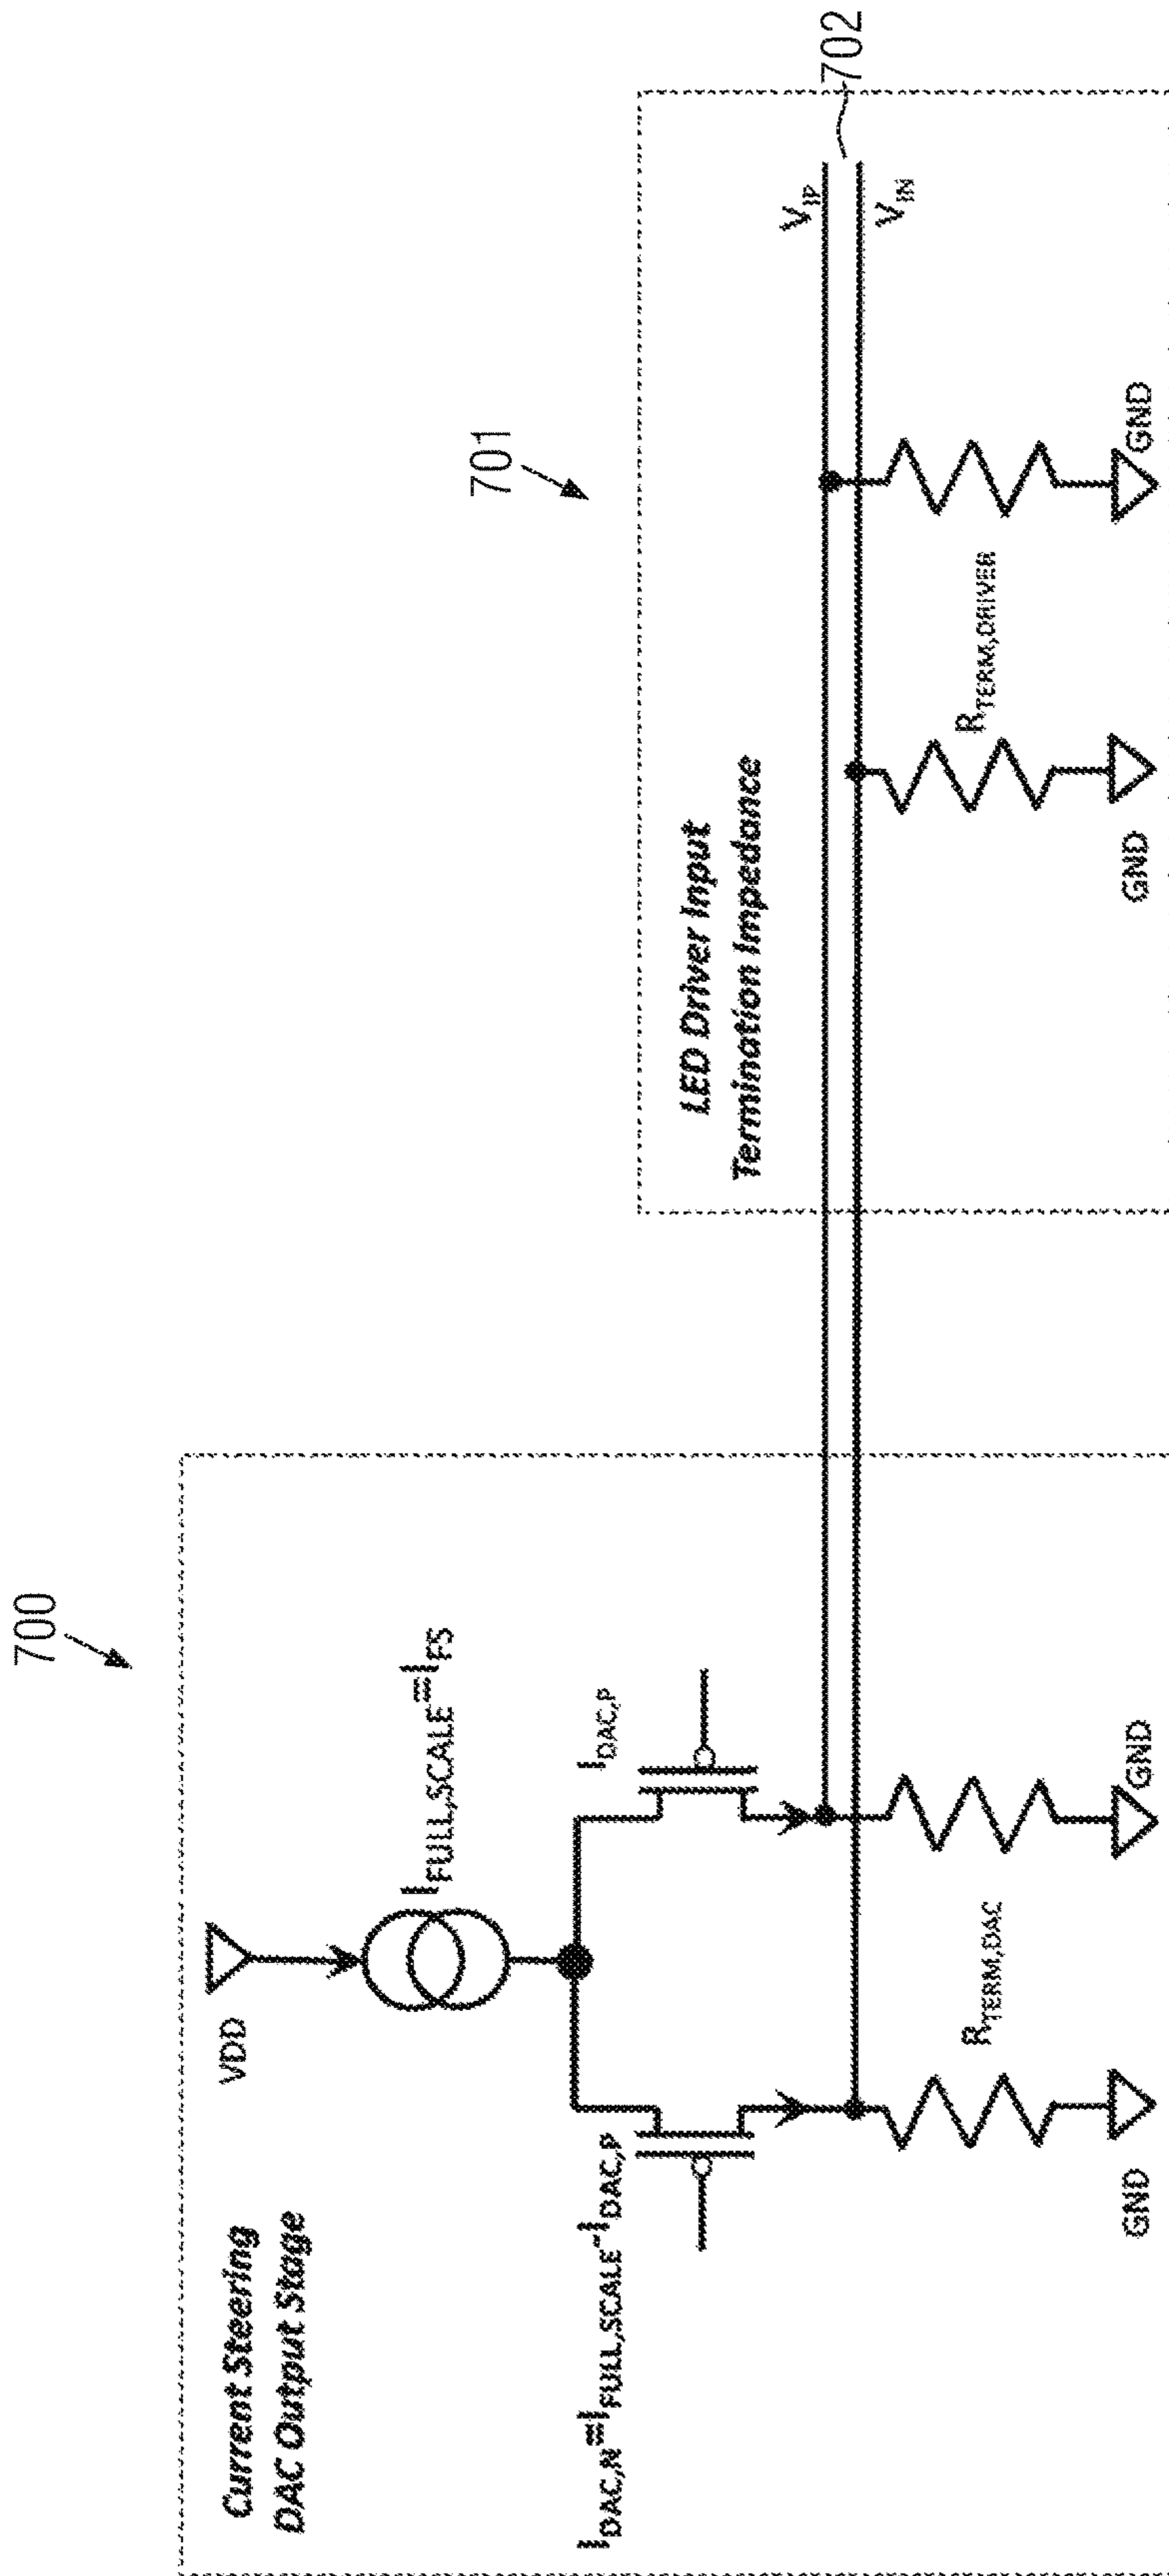 700
Current Steering
DAC Output Stage
VDD
I_FULL,SCALE=I_FS
I_DAC,N=I_FULL,SCALE-I_DAC,P
I_DAC,P
R_TERM,DAC
GND
GND
701
LED Driver Input
Termination Impedance
V_IP
702
V_IN
R_TERM,DRIVER
GND
GND